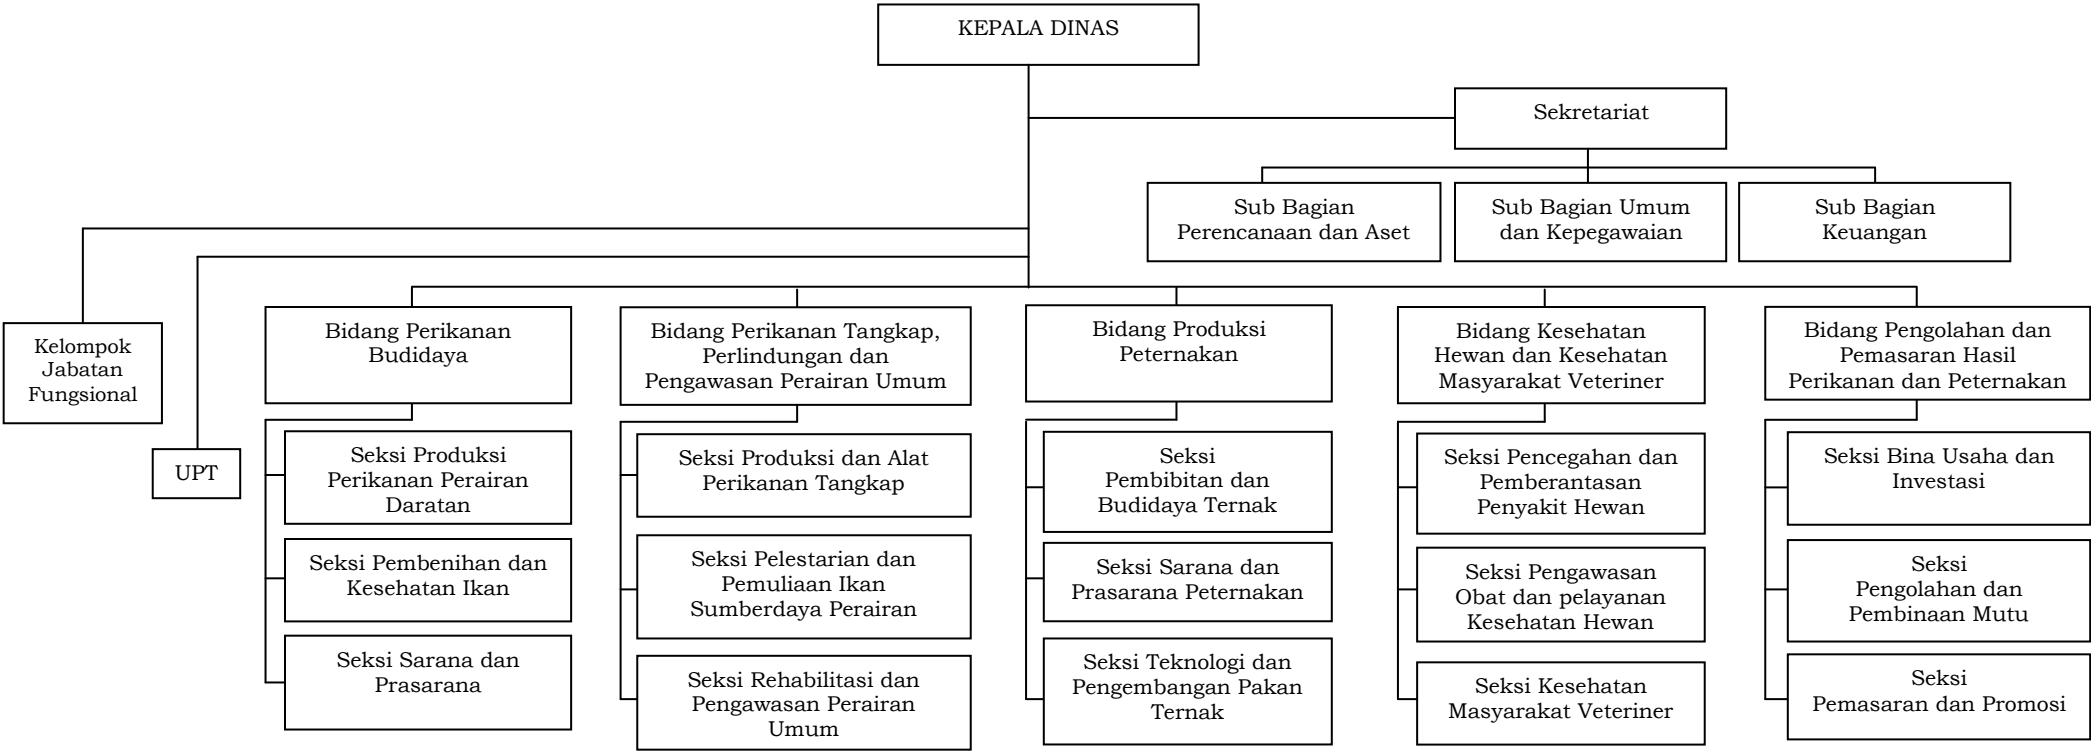 KEPALA DINAS
Sekretariat
Sub Bagian
Perencanaan dan Aset
Sub Bagian Umum
dan Kepegawaian
Sub Bagian
Keuangan
Kelompok
Jabatan
Fungsional
UPT
Bidang Perikanan
Budidaya
Seksi Produksi
Perikanan Perairan
Daratan
Seksi Pembenihan dan
Kesehatan Ikan
Seksi Sarana dan
Prasarana
Bidang Perikanan Tangkap,
Perlindungan dan
Pengawasan Perairan Umum
Seksi Produksi dan Alat
Perikanan Tangkap
Seksi Pelestarian dan
Pemuliaan Ikan
Sumberdaya Perairan
Seksi Rehabilitasi dan
Pengawasan Perairan
Umum
Bidang Produksi
Peternakan
Seksi
Pembibitan dan
Budidaya Ternak
Seksi Sarana dan
Prasarana Peternakan
Seksi Teknologi dan
Pengembangan Pakan
Ternak
Bidang Kesehatan
Hewan dan Kesehatan
Masyarakat Veteriner
Seksi Pencegahan dan
Pemberantasan
Penyakit Hewan
Seksi Pengawasan
Obat dan pelayanan
Kesehatan Hewan
Seksi Kesehatan
Masyarakat Veteriner
Bidang Pengolahan dan
Pemasaran Hasil
Perikanan dan Peternakan
Seksi Bina Usaha dan
Investasi
Seksi
Pengolahan dan
Pembinaan Mutu
Seksi
Pemasaran dan Promosi